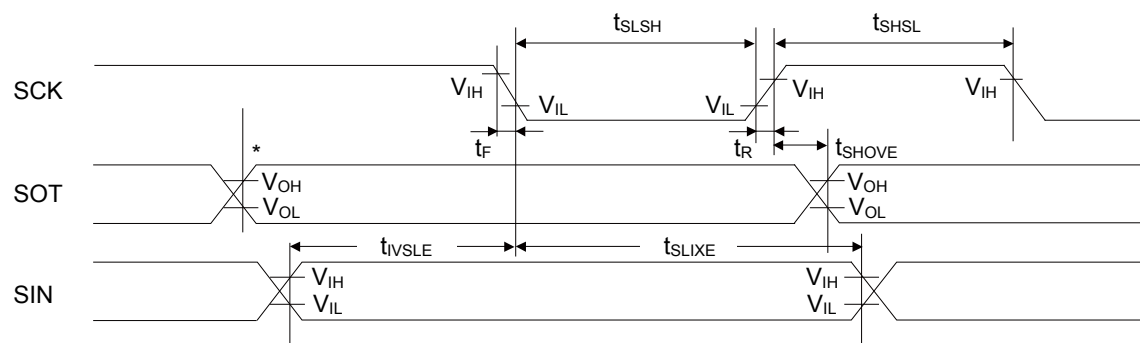 tSLSH tSHSL
SCK VIH VIL VIL VIH VIH
tF tR tSHOVE
*
SOT VOH VOL VOH VOL
tIVSLE tSLIXE
SIN VIH VIL VIH VIL